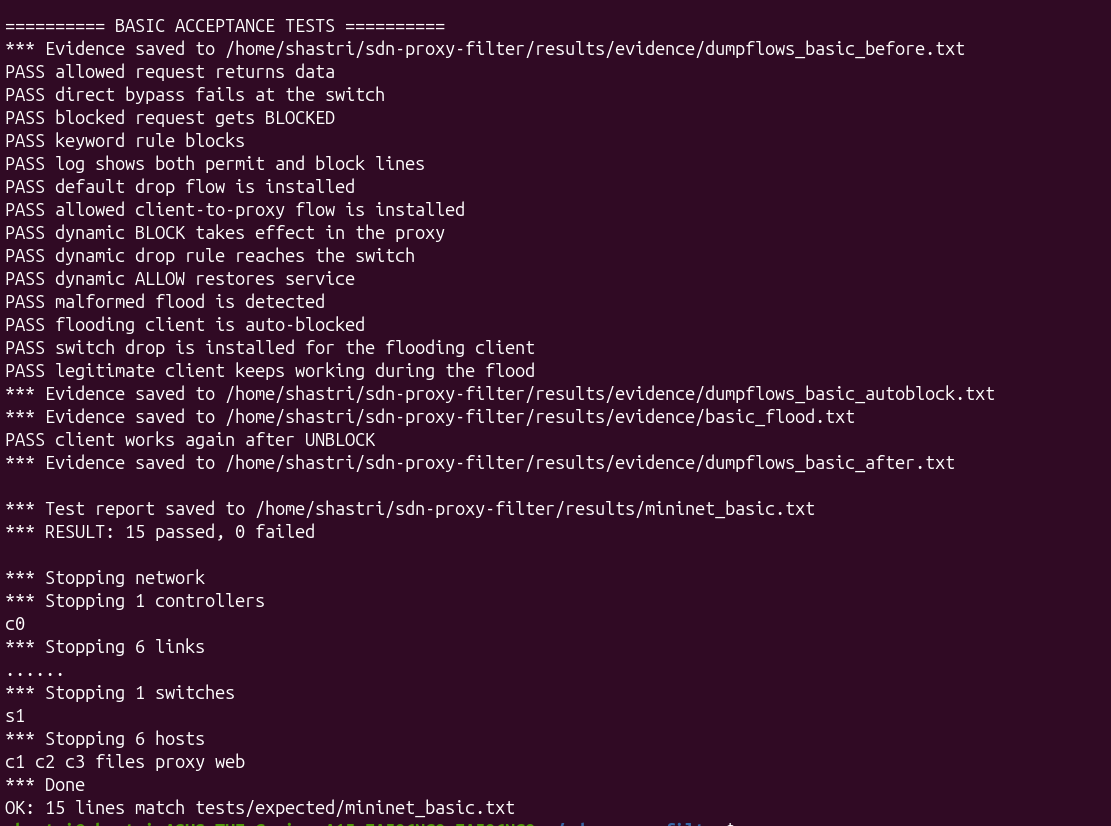 ========== BASIC ACCEPTANCE TESTS ==========
*** Evidence saved to /home/shastri/sdn-proxy-filter/results/evidence/dumpflows_basic_before.txt
PASS allowed request returns data
PASS direct bypass fails at the switch
PASS blocked request gets BLOCKED
PASS keyword rule blocks
PASS log shows both permit and block lines
PASS default drop flow is installed
PASS allowed client-to-proxy flow is installed
PASS dynamic BLOCK takes effect in the proxy
PASS dynamic drop rule reaches the switch
PASS dynamic ALLOW restores service
PASS malformed flood is detected
PASS flooding client is auto-blocked
PASS switch drop is installed for the flooding client
PASS legitimate client keeps working during the flood
*** Evidence saved to /home/shastri/sdn-proxy-filter/results/evidence/dumpflows_basic_autoblock.txt
*** Evidence saved to /home/shastri/sdn-proxy-filter/results/evidence/basic_flood.txt
PASS client works again after UNBLOCK
*** Evidence saved to /home/shastri/sdn-proxy-filter/results/evidence/dumpflows_basic_after.txt
*** Test report saved to /home/shastri/sdn-proxy-filter/results/mininet_basic.txt
*** RESULT: 15 passed, 0 failed
*** Stopping network
*** Stopping 1 controllers
c0
*** Stopping 6 links
......
*** Stopping 1 switches
s1
*** Stopping 6 hosts
c1 c2 c3 files proxy web
*** Done
OK: 15 lines match tests/expected/mininet_basic.txt